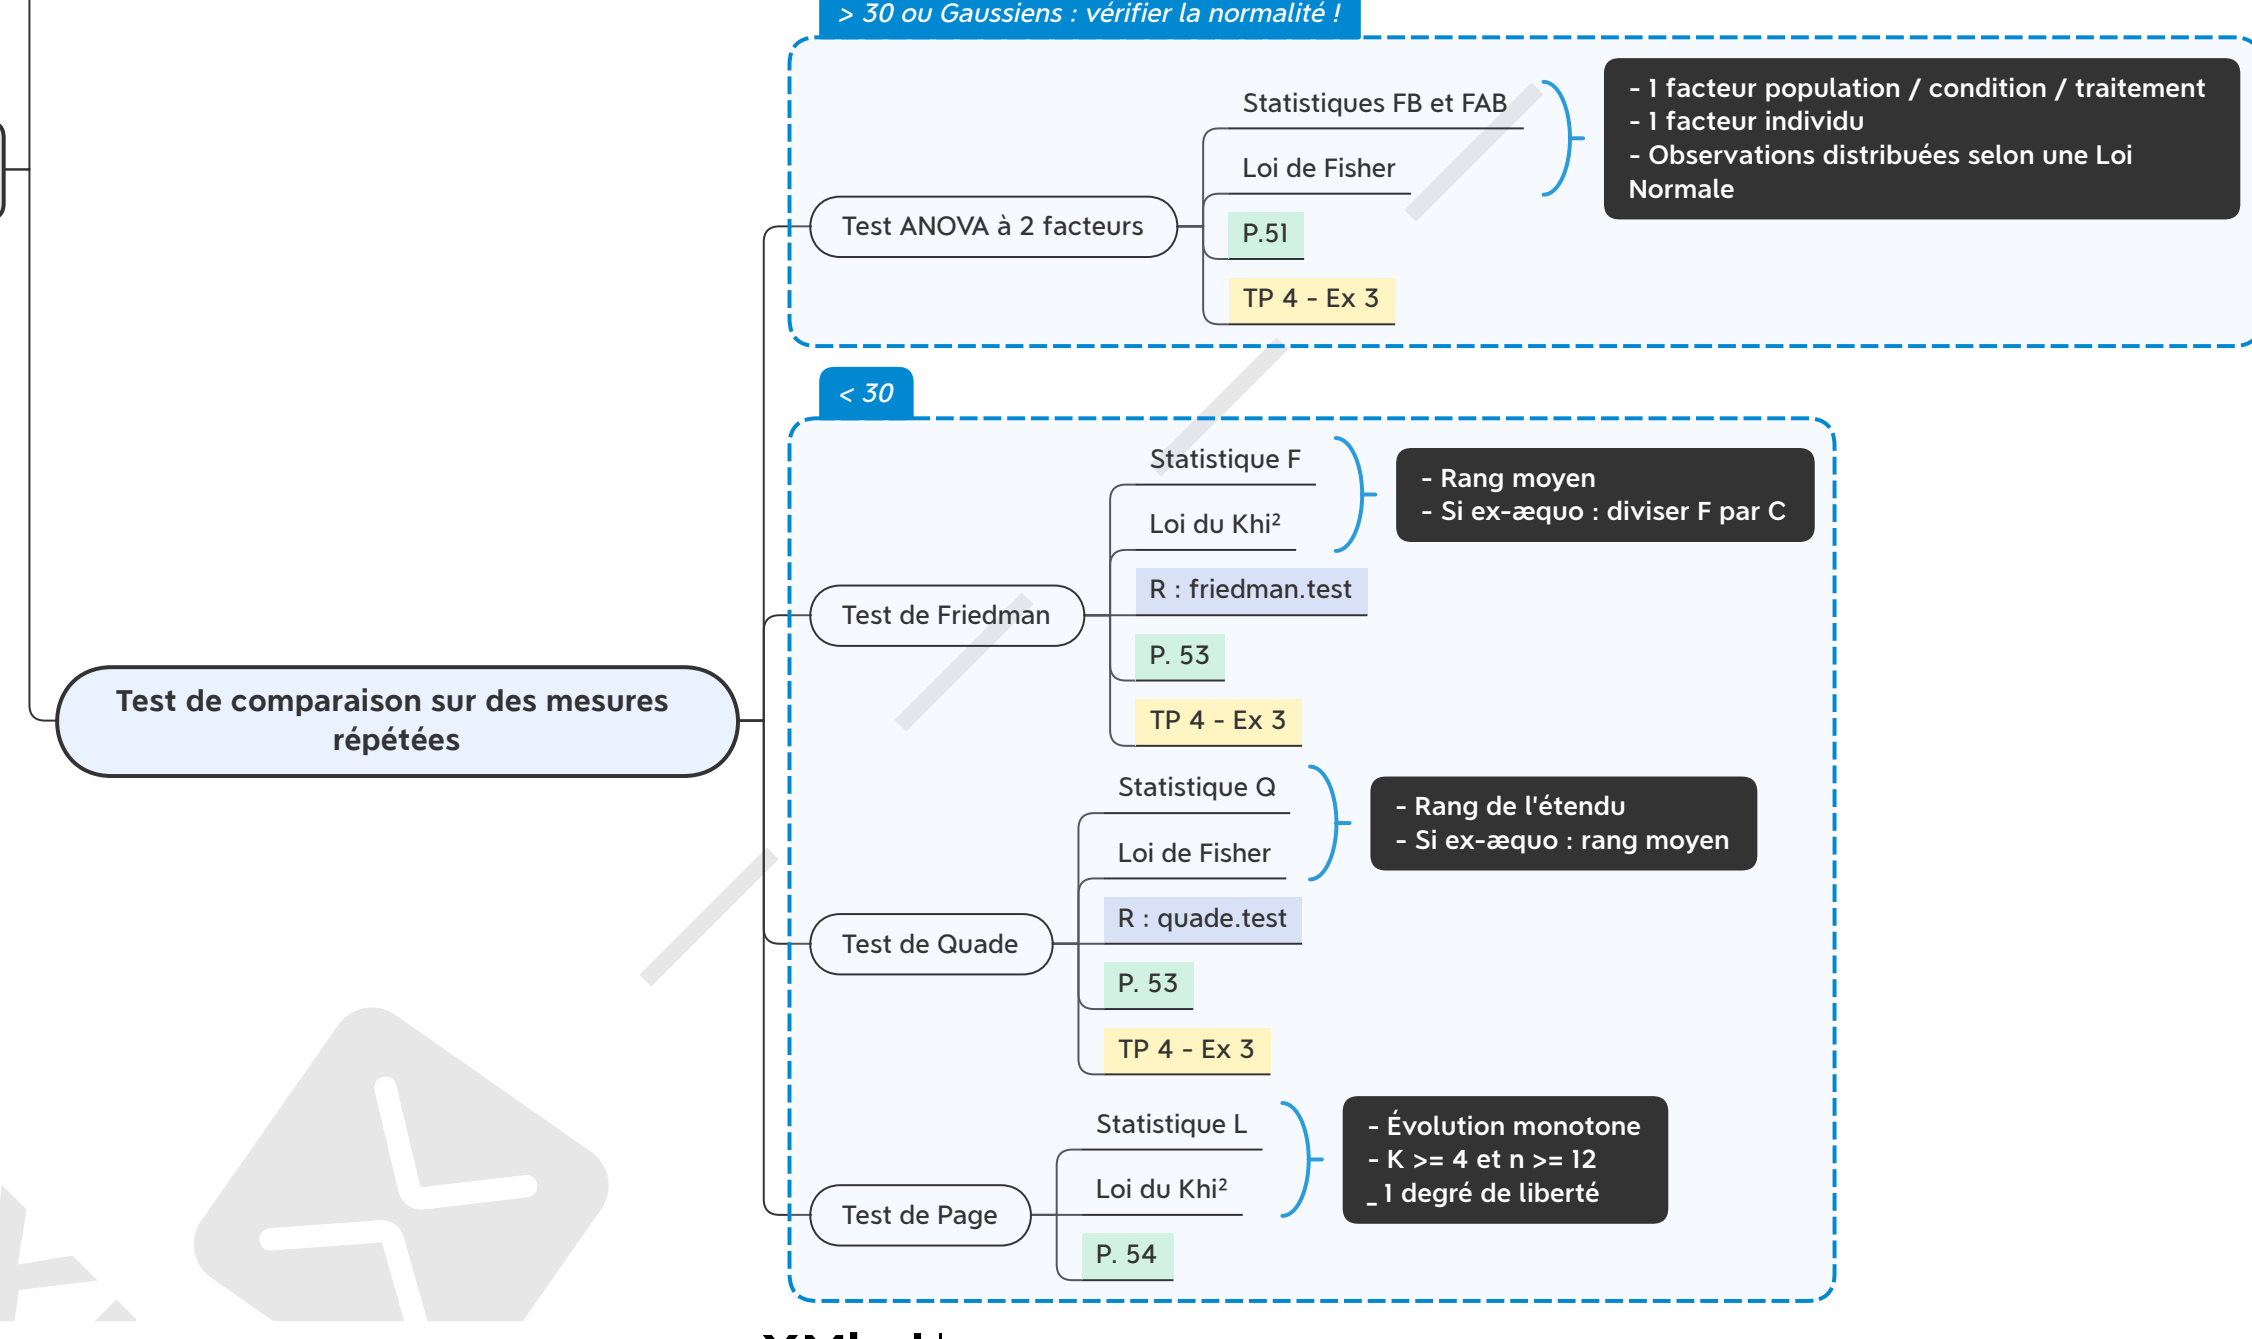 > 30 ou Gaussiens : vérifier la normalité !
Statistiques FB et FAB
Loi de Fisher
Test ANOVA à 2 facteurs
P.51
TP 4 - Ex 3
- 1 facteur population / condition / traitement
- 1 facteur individu
- Observations distribuées selon une Loi
Normale
< 30
Statistique F
Loi du Khi²
R : friedman.test
Test de Friedman
P. 53
TP 4 - Ex 3
- Rang moyen
- Si ex-æquo : diviser F par C
Test de comparaison sur des mesures
répétées
Statistique Q
Loi de Fisher
R : quade.test
Test de Quade
P. 53
TP 4 - Ex 3
- Rang de l'étendu
- Si ex-æquo : rang moyen
Statistique L
Loi du Khi²
Test de Page
P. 54
- Évolution monotone
- K >= 4 et n >= 12
_ 1 degré de liberté